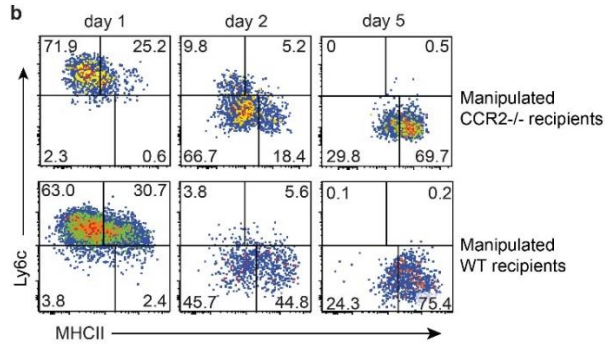 b
day 1
day 2
day 5
71.9 25.2
9.8 5.2
0 0.5
2.3 0.6
66.7 18.4
29.8 69.7
Manipulated
CCR2-/- recipients
63.0 30.7
3.8 5.6
0.1 0.2
3.8 2.4
45.7 44.8
24.3 75.4
Manipulated
WT recipients
Ly6c
MHCII